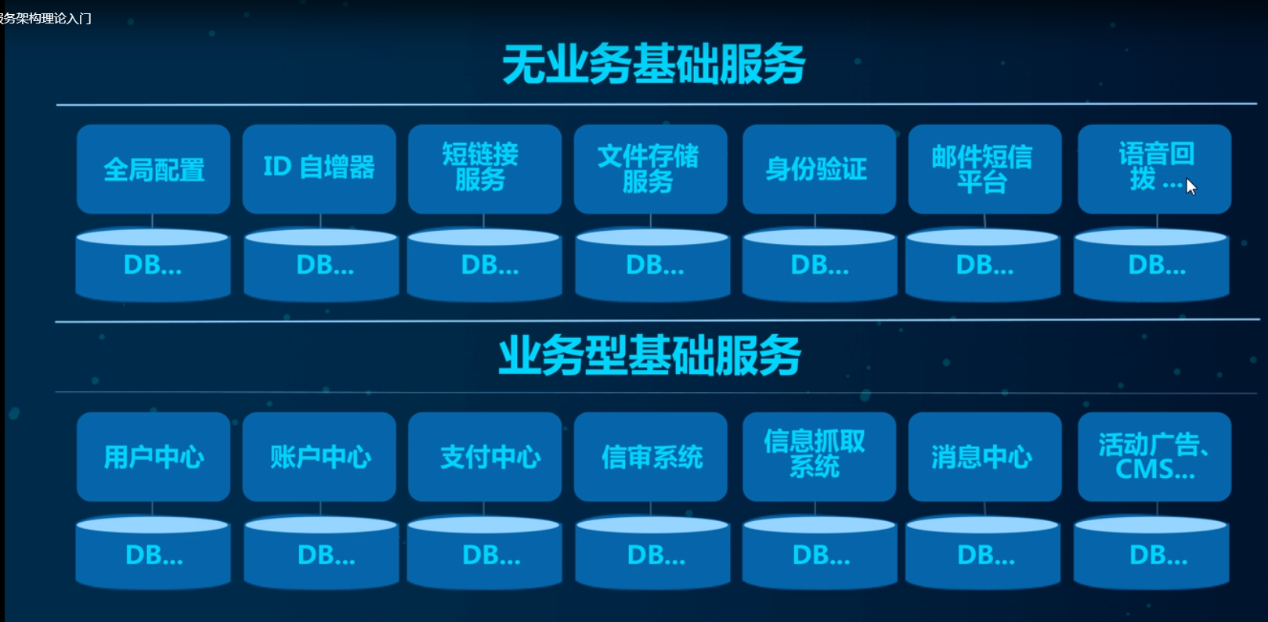 服务架构理论入门
无业务基础服务
全局配置
ID 自增器
短链接
服务
文件存储
服务
身份验证
邮件短信
平台
语音回
拨 ...
DB...
DB...
DB...
DB...
DB...
DB...
DB...
业务型基础服务
用户中心
账户中心
支付中心
信审系统
信息抓取
系统
消息中心
活动广告、
CMS...
DB...
DB...
DB...
DB...
DB...
DB...
DB...